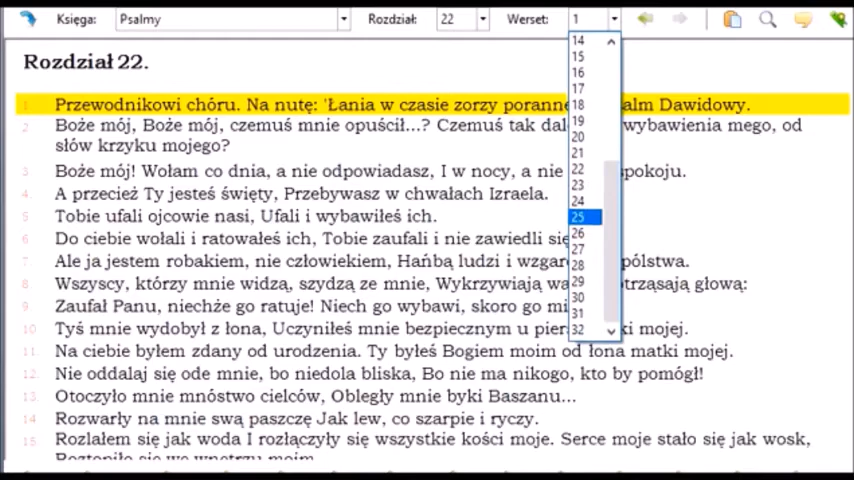 Księga: Psalmy Rozdział: 22 Werset: 1
Rozdział 22.
1 Przewodnikowi chóru. Na nutę: 'Łania w czasie zorzy poranne alm Dawidowy.
2 Boże mój, Boże mój, czemuś mnie opuścił...? Czemuś tak dal wybawienia mego, od
słów krzyku mojego?
3. Boże mój! Wołam co dnia, a nie odpowiadasz, I w nocy, a nie spokoju.
4. A przecież Ty jesteś święty, Przebywasz w chwałach Izraela.
5 Tobie ufali ojcowie nasi, Ufali i wybawiłeś ich.
6. Do ciebie wołali i ratowałeś ich, Tobie zaufali i nie zawiedli się
7. Ale ja jestem robakiem, nie człowiekiem, Hańbą ludzi i wzgar pólstwa.
8. Wszyscy, którzy mnie widzą, szydzą ze mnie, Wykrzywiają wa otrząsają głową:
9. Zaufał Panu, niechże go ratuje! Niech go wybawi, skoro go mi
10. Tyś mnie wydobył z łona, Uczyniłeś mnie bezpiecznym u pier ki mojej.
11. Na ciebie byłem zdany od urodzenia. Ty byłeś Bogiem moim od łona matki mojej.
12. Nie oddalaj się ode mnie, bo niedola bliska, Bo nie ma nikogo, kto by pomógł!
13. Otoczyło mnie mnóstwo cielców, Obległy mnie byki Baszanu...
14 Rozwarły na mnie swą paszczę Jak lew, co szarpie i ryczy.
15 Rozlałem się jak woda I rozłączyły się wszystkie kości moje. Serce moje stało się jak wosk,
Roztopiło się we wnętrzu moim
14
15
16
17
18
19
20
21
22
23
24
25
26
27
28
29
30
31
32